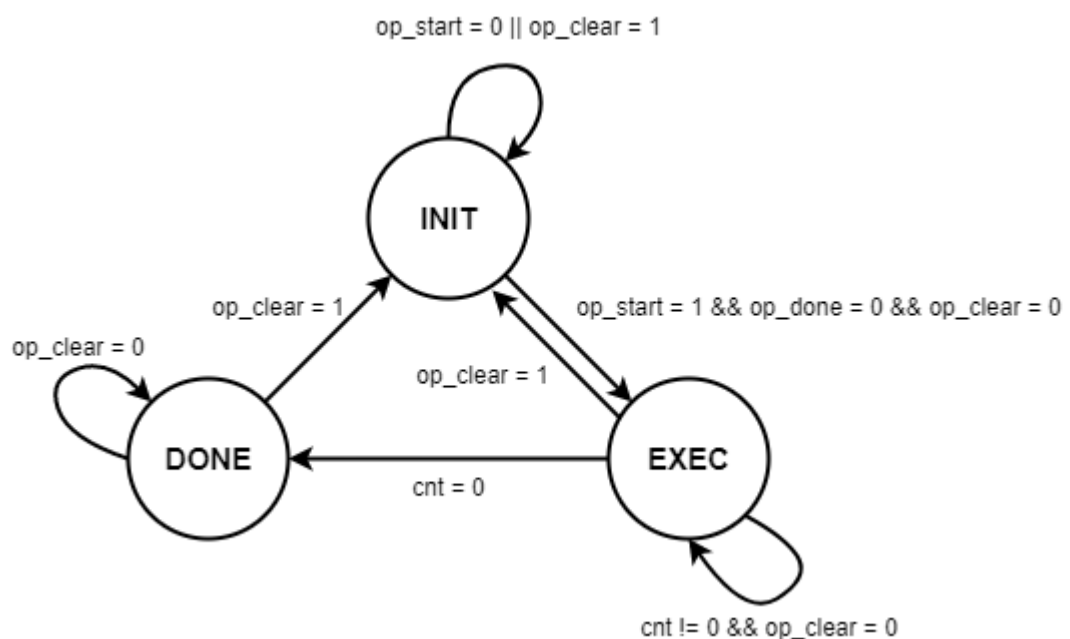 op_start = 0 || op_clear = 1
INIT
op_clear = 1
op_start = 1 && op_done = 0 && op_clear = 0
op_clear = 0
op_clear = 1
DONE
EXEC
cnt = 0
cnt != 0 && op_clear = 0